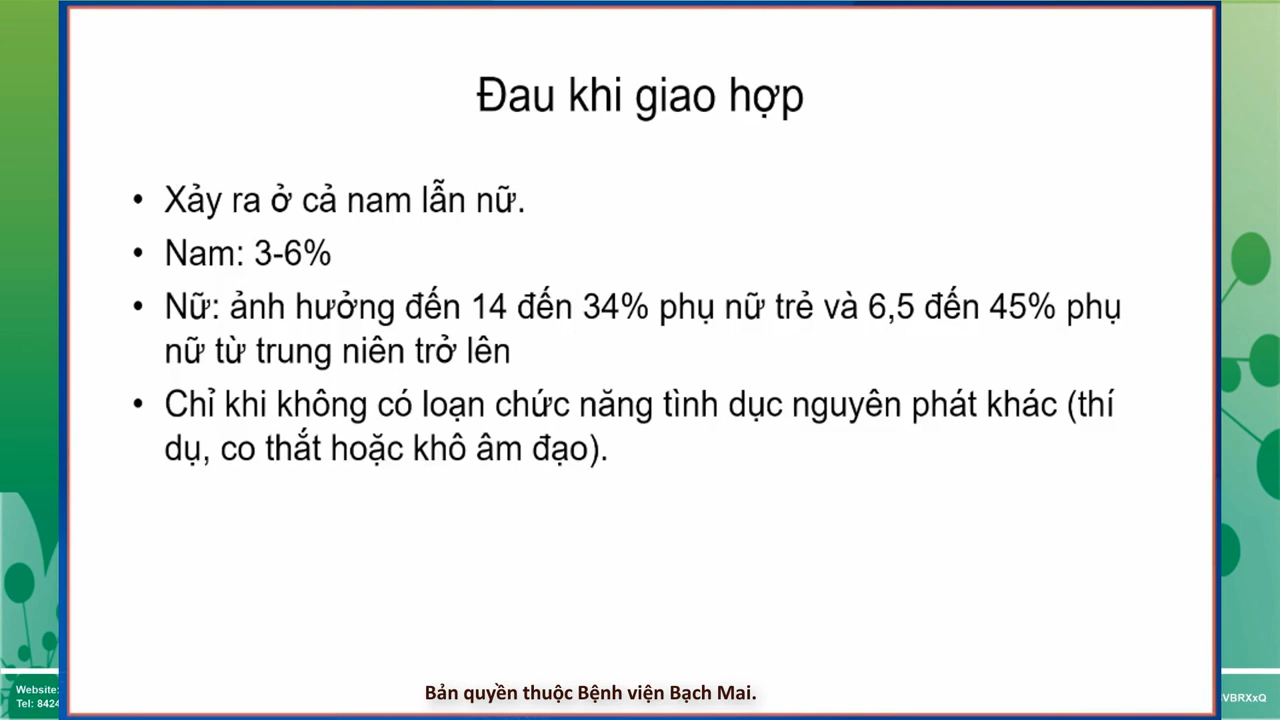 Đau khi giao hợp
• Xảy ra ở cả nam lẫn nữ.
• Nam: 3-6%
• Nữ: ảnh hưởng đến 14 đến 34% phụ nữ trẻ và 6,5 đến 45% phụ
nữ từ trung niên trở lên
• Chỉ khi không có loạn chức năng tình dục nguyên phát khác (thí
dụ, co thắt hoặc khô âm đạo).
Website:
Tel: 8424
Bản quyền thuộc Bệnh viện Bạch Mai.
VBRXxQ